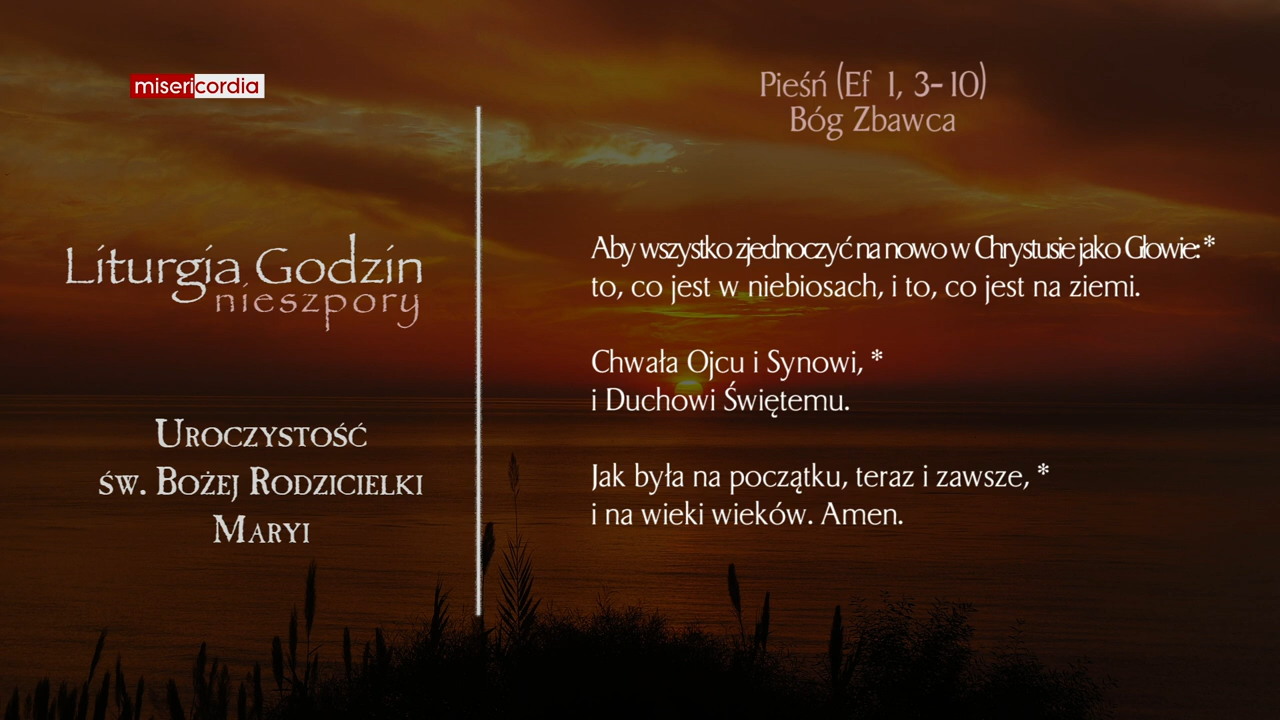 misericordia
Liturgia Godzin
nieszpory
Uroczystość
św. Bożej Rodzicielki
Maryi
Pieśń (Ef 1, 3-10)
Bóg Zbawca
Aby wszystko zjednoczyć na nowo w Chrystusie jako Głowie: *
to, co jest w niebiosach, i to, co jest na ziemi.
Chwała Ojcu i Synowi, *
i Duchowi Świętemu.
Jak była na początku, teraz i zawsze, *
i na wieki wieków. Amen.